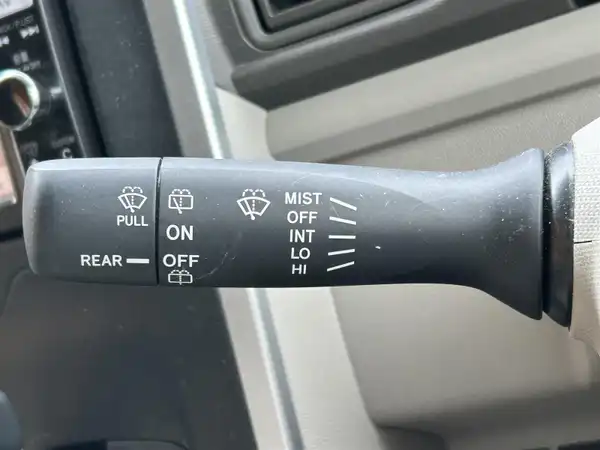 PULL
REAR
ON
OFF
MIST
OFF
INT
LO
HI